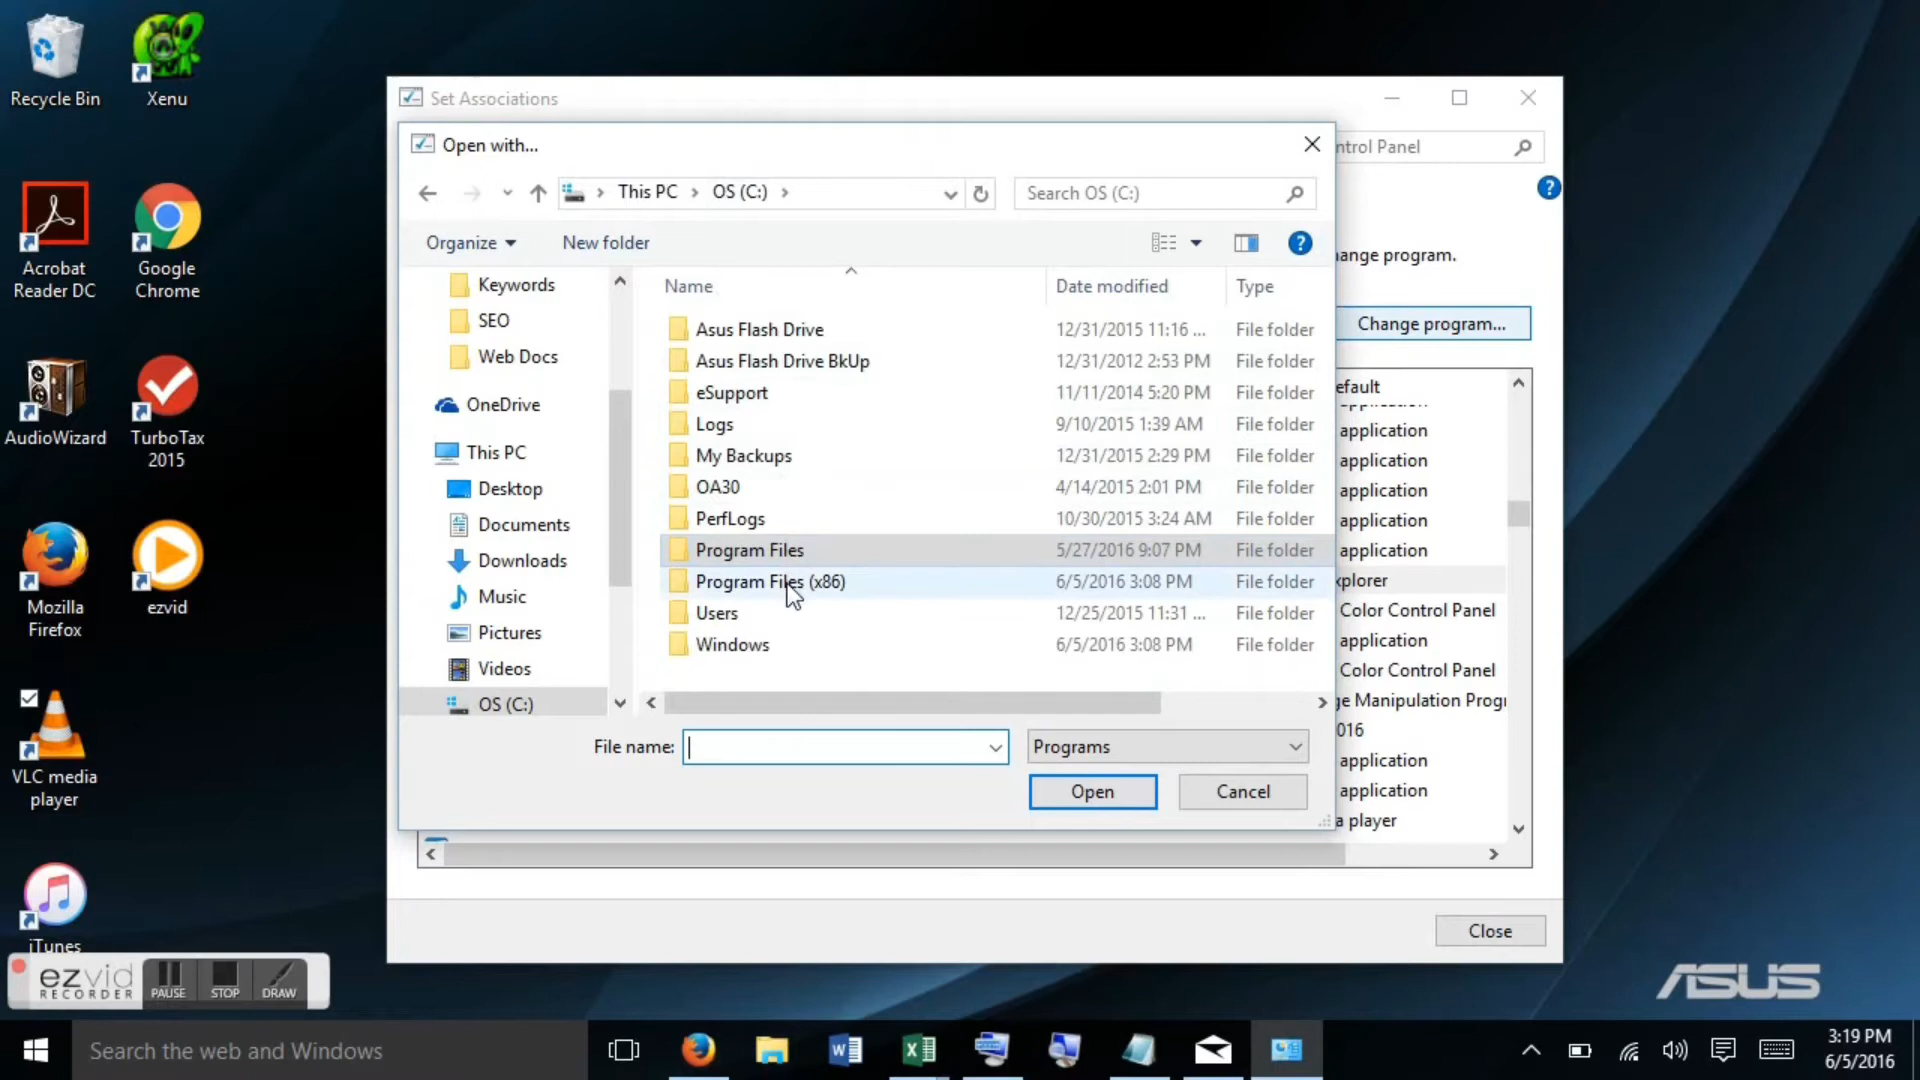 Recycle Bin
Xenu
Acrobat
Reader DC
Google
Chrome
AudioWizard
TurboTax
2015
Mozilla
Firefox
ezvid
VLC media
player
iTunes
ezvid
RECORDER
PAUSE
STOP
DRAW
Set Associations
Open with...
ntrol Panel
This PC
OS (C:)
Search OS (C:)
Organize
New folder
hange program.
Change program...
Keywords
SEO
Web Docs
OneDrive
This PC
Desktop
Documents
Downloads
Music
Pictures
Videos
OS (C:)
Name Date modified Type
Asus Flash Drive 12/31/2015 11:16 ... File folder
Asus Flash Drive BkUp 12/31/2012 2:53 PM File folder
eSupport 11/11/2014 5:20 PM File folder
Logs 9/10/2015 1:39 AM File folder
My Backups 12/31/2015 2:29 PM File folder
OA30 4/14/2015 2:01 PM File folder
PerfLogs 10/30/2015 3:24 AM File folder
Program Files 5/27/2016 9:07 PM File folder
Program Files (x86) 6/5/2016 3:08 PM File folder
Users 12/25/2015 11:31 ... File folder
Windows 6/5/2016 3:08 PM File folder
File name:
Programs
Open
Cancel
efault
application
application
application
application
application
xplorer
Color Control Panel
application
Color Control Panel
ge Manipulation Progr
016
application
application
a player
Close
ASUS
Search the web and Windows
3:19 PM
6/5/2016